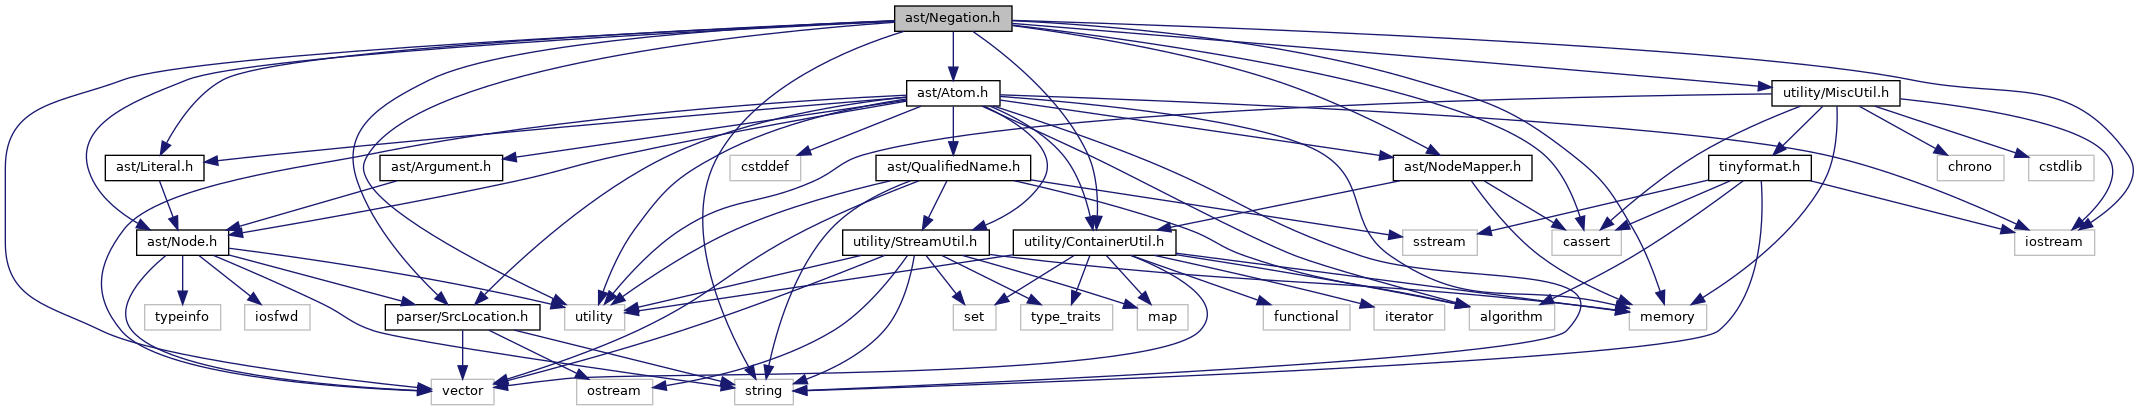 ast/Negation.h
ast/Atom.h
utility/MiscUtil.h
ast/Literal.h
ast/Argument.h
cstddef
ast/QualifiedName.h
ast/NodeMapper.h
tinyformat.h
chrono
cstdlib
ast/Node.h
utility/StreamUtil.h
utility/ContainerUtil.h
sstream
cassert
iostream
typeinfo
iosfwd
parser/SrcLocation.h
utility
set
type_traits
map
functional
iterator
algorithm
memory
vector
ostream
string